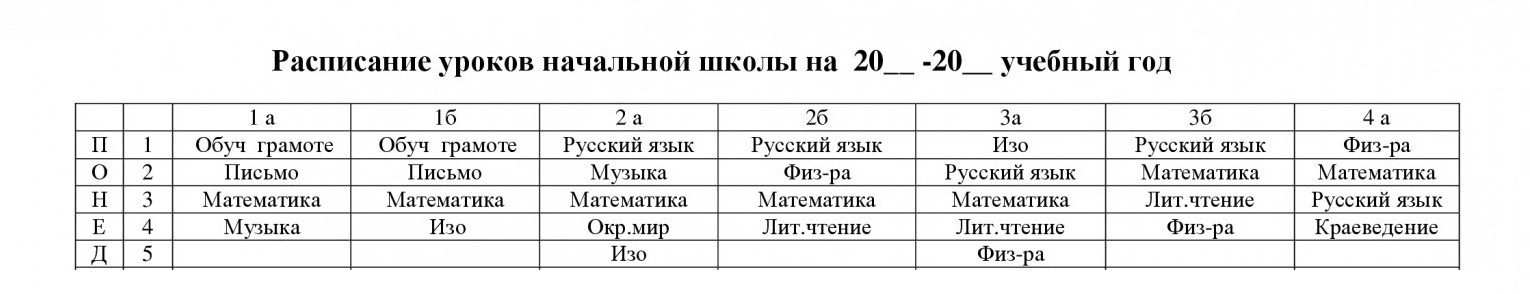 Расписание уроков начальной школы на 20__ -20__ учебный год
1 а 1б 2 а 2б 3а 3б 4 а
П 1 Обуч грамоте Обуч грамоте Русский язык Русский язык Изо Русский язык Физ-ра
О 2 Письмо Письмо Музыка Физ-ра Русский язык Математика Математика
Н 3 Математика Математика Математика Математика Математика Лит.чтение Русский язык
Е 4 Музыка Изо Окр.мир Лит.чтение Лит.чтение Физ-ра Краеведение
Д 5 Изо Физ-ра